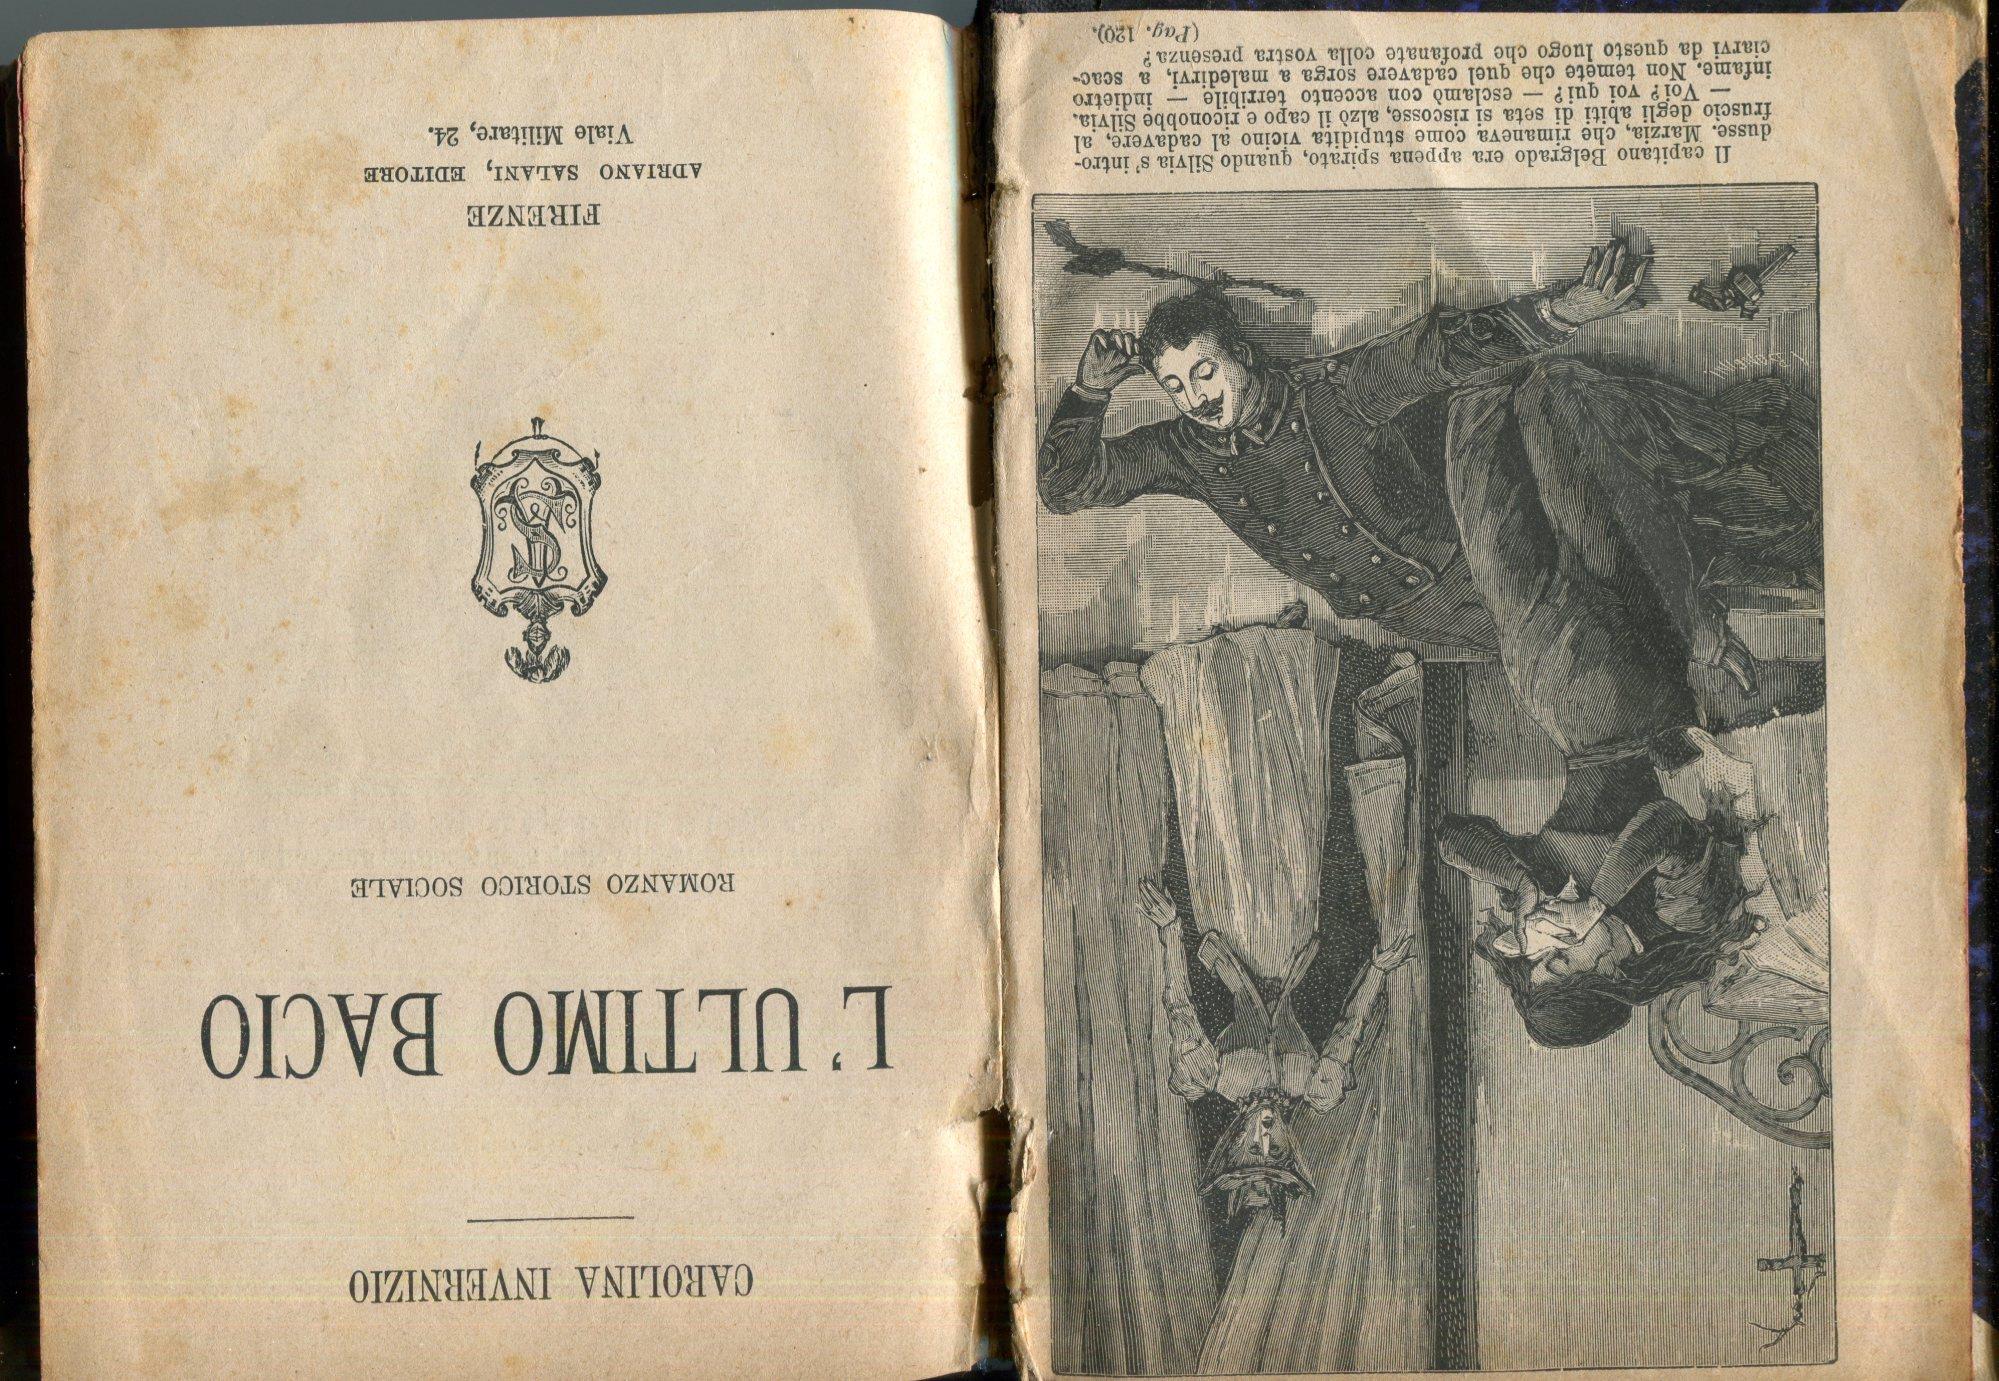 Il capitano Belgrado era appena spirato, quando Silvia s' intro-
dusse. Marzia, che rimaneva come stupidita vicino al cadavere, al
fruscio degli abiti di seta si riscosse, alzò il capo e riconobbe Silvia.
— Voi? voi qui? — esclamò con accento terribile — indietro
infame. Non temete che quel cadavere sorga a maledirvi, a scac-
ciarvi da questo luogo che profanate colla vostra presenza?
(Pag. 120).
CAROLINA INVERNIZIO
L'ULTIMO BACIO
ROMANZO STORICO SOCIALE
FIRENZE
ADRIANO SALANI, EDITORE
Viale Militare, 24.